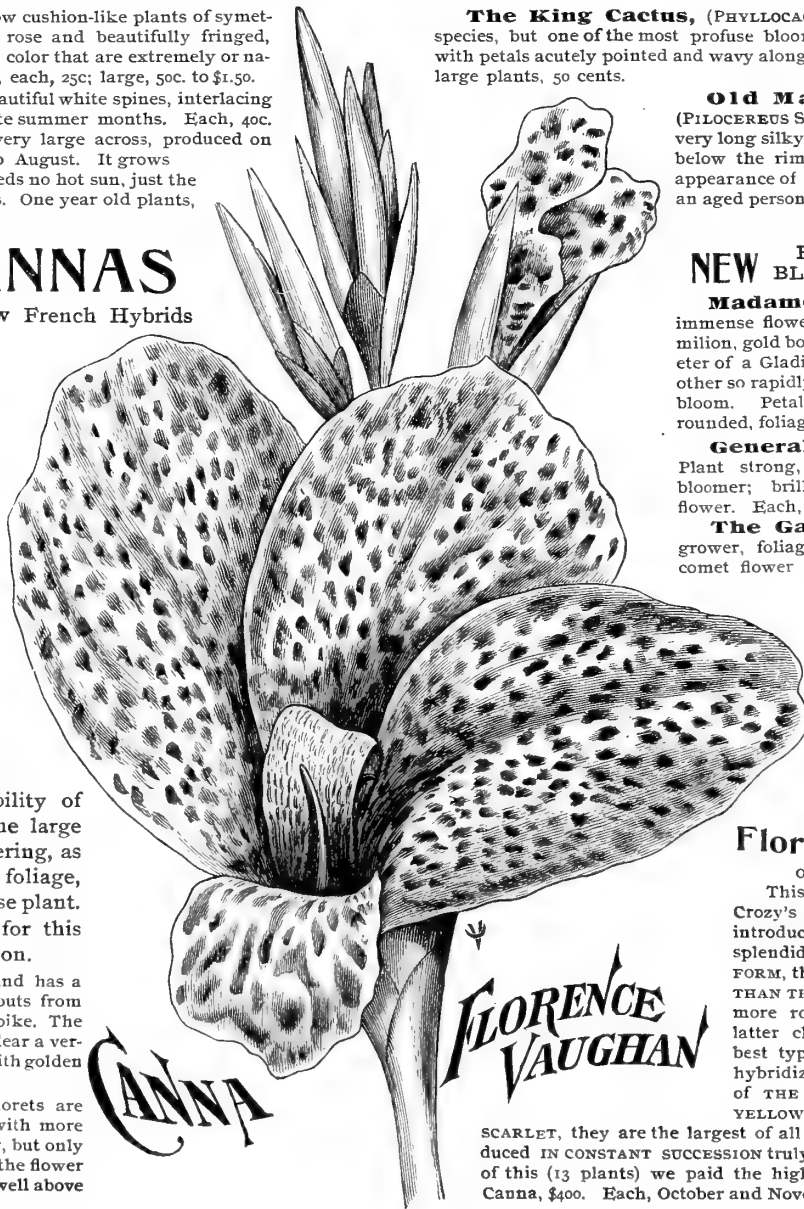 ow cushion-like plants of symet-
rose and beautifully fringed,
color that are extremely or na-
, each, 25c; large, 50c. to $1.50.
autiful white spines, interlacing
te summer months. Each, 40c.
very large across, produced on
o August. It grows
eds no hot sun, just the
s. One year old plants,
The King Cactus, (PHYLLOCA
species, but one of the most profuse bloom
with petals acutely pointed and wavy along
large plants, 50 cents.
Old Ma
(PILOCEREUS S
very long silky
below the rim
appearance of
an aged person
NNAS
w French Hybrids
NEW
BL
Madame
immense flowe
milion, gold bo
eter of a Gladi
other so rapidly
bloom. Petal
rounded, foliag
General
Plant strong,
bloomer; brill
flower. Each,
The Ga
grower, foliag
comet flower
bility of
ne large
ering, as
foliage,
se plant.
for this
on.
and has a
outs from
pike. The
lear a ver-
ith golden
orets are
with more
, but only
the flower
well above
CANNA
FLORENCE
VAUGHAN
Flor
o
This
Crozy's
introduc
splendid
FORM, th
THAN TH
more ro
latter cl
best typ
hybridiz
of THE
YELLOW
SCARLET, they are the largest of all
duced IN CONSTANT SUCCESSION truly
of this (13 plants) we paid the high
Canna, $400. Each, October and Nov